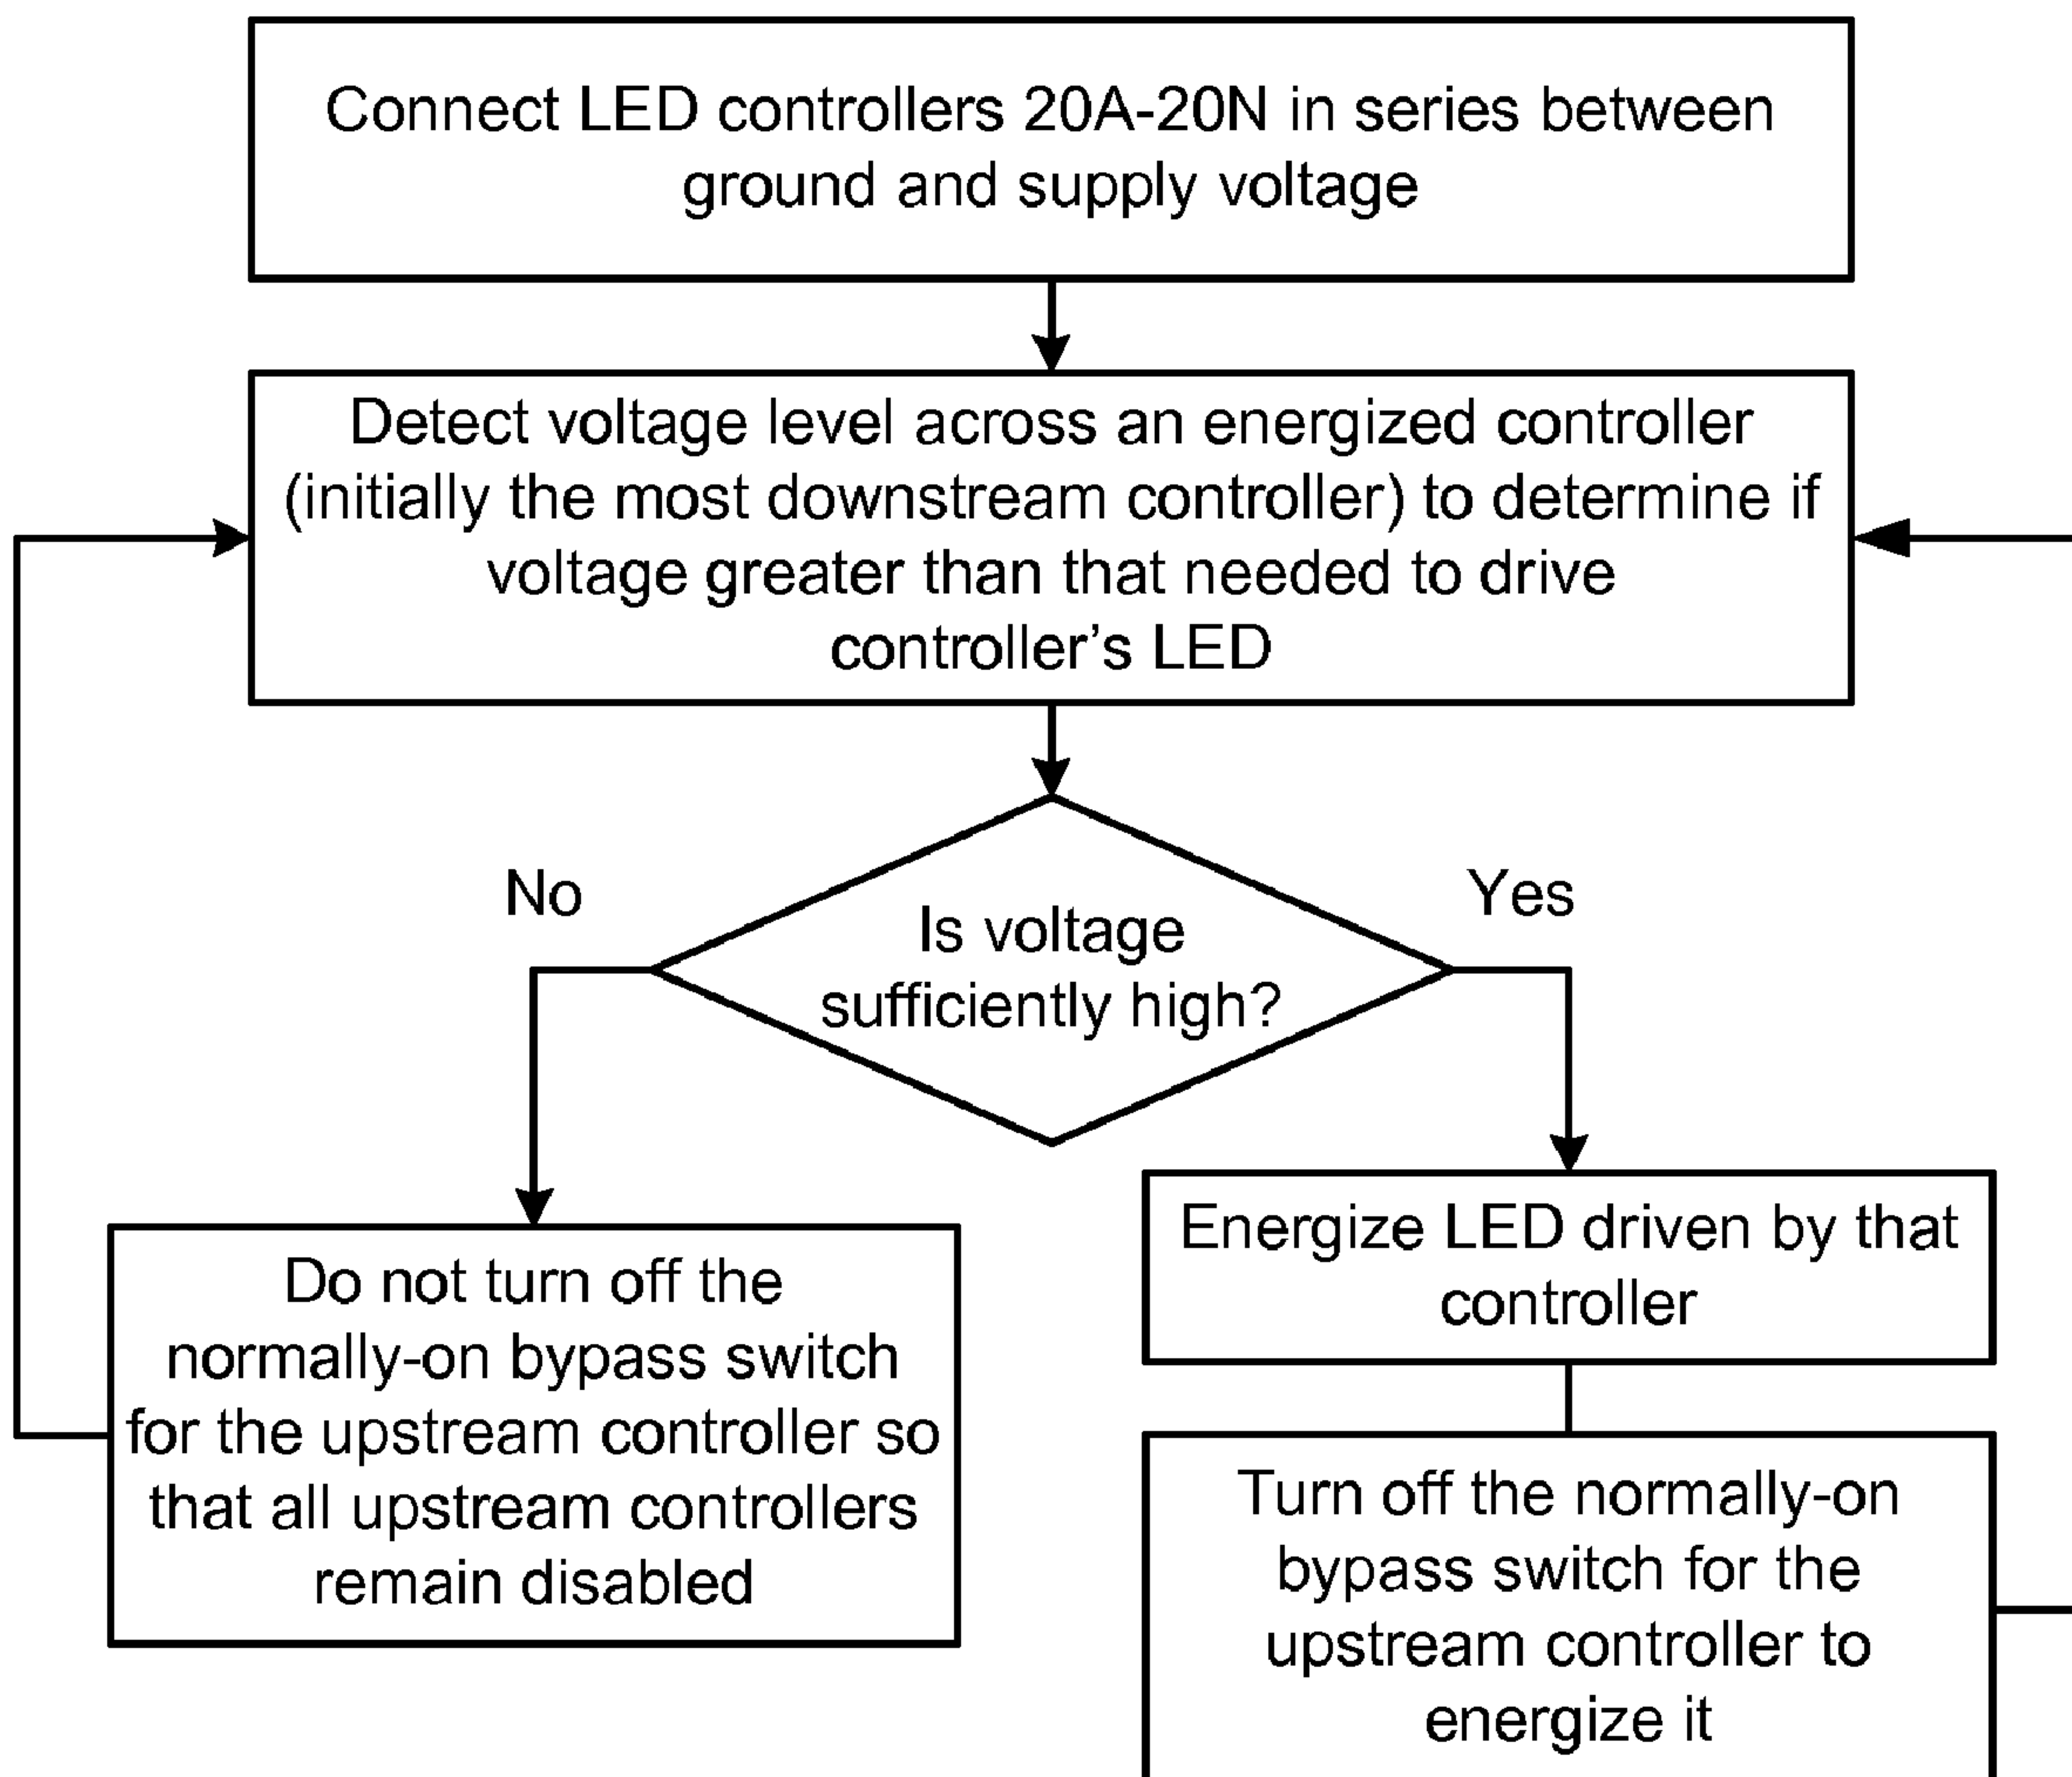 Connect LED controllers 20A-20N in series between
ground and supply voltage
Detect voltage level across an energized controller
(initially the most downstream controller) to determine if
voltage greater than that needed to drive
controller's LED
No
Yes
Is voltage
sufficiently high?
Energize LED driven by that
controller
Do not turn off the
normally-on bypass switch
for the upstream controller so
that all upstream controllers
remain disabled
Turn off the normally-on
bypass switch for the
upstream controller to
energize it